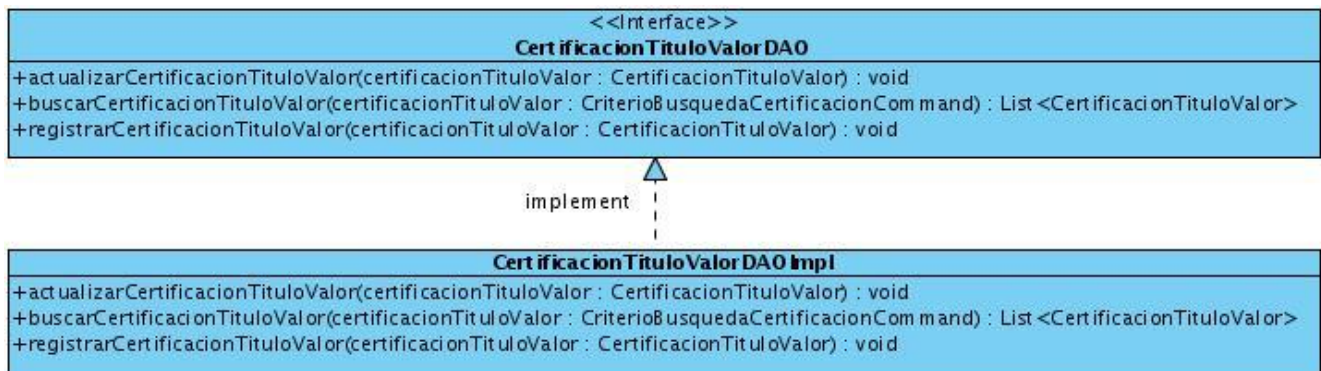 <<Interface>>
CertificacionTituloValorDAO
+actualizarCertificacionTituloValor(certificacionTituloValor : CertificacionTituloValor) : void
+buscarCertificacionTituloValor(certificacionTituloValor : CriterioBusquedaCertificacionCommand) : List<CertificacionTituloValor>
+registrarCertificacionTituloValor(certificacionTituloValor : CertificacionTituloValor) : void
implement
CertificacionTituloValorDAOImpl
+actualizarCertificacionTituloValor(certificacionTituloValor : CertificacionTituloValor) : void
+buscarCertificacionTituloValor(certificacionTituloValor : CriterioBusquedaCertificacionCommand) : List<CertificacionTituloValor>
+registrarCertificacionTituloValor(certificacionTituloValor : CertificacionTituloValor) : void